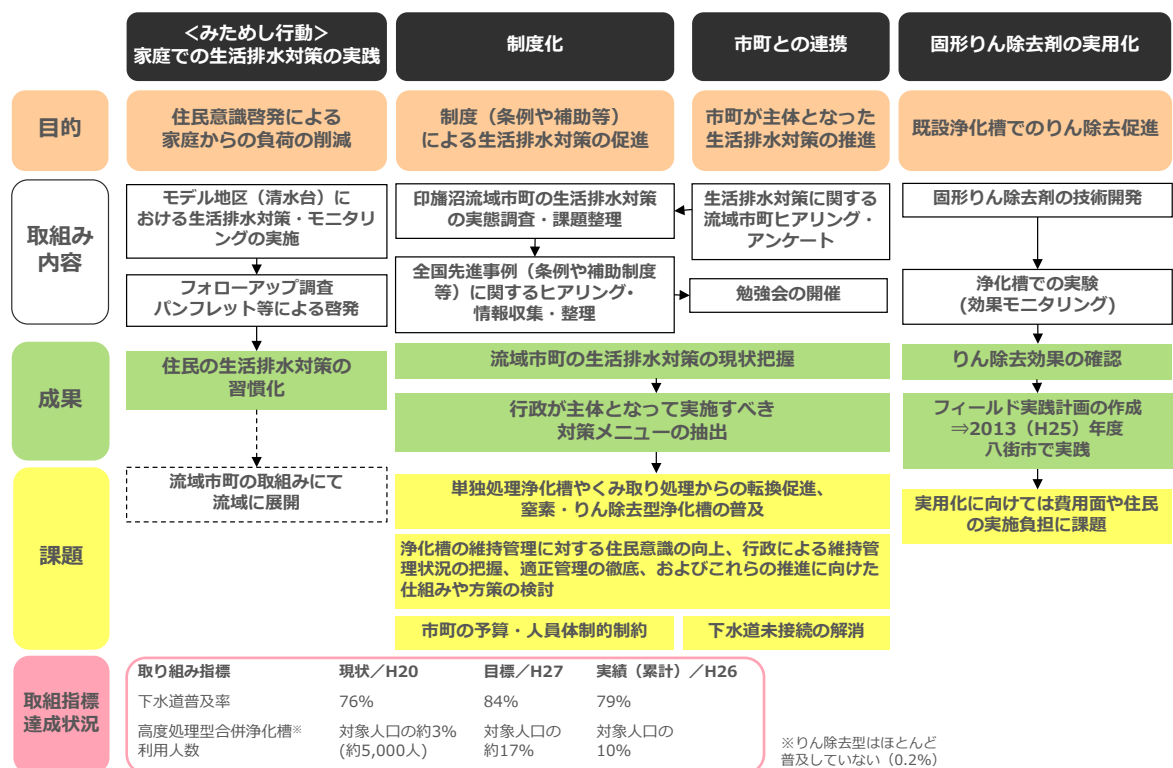 ＜みためし行動＞
家庭での生活排水対策の実践
制度化
市町との連携
固形りん除去剤の実用化
目的
住民意識啓発による
家庭からの負荷の削減
制度（条例や補助等）
による生活排水対策の促進
市町が主体となった
生活排水対策の推進
既設浄化槽でのりん除去促進
取組み
内容
モデル地区（清水台）に
おける生活排水対策・モニタ
リングの実施
印旛沼流域市町の生活排水対策
の実態調査・課題整理
生活排水対策に関する
流域市町ヒアリング・
アンケート
固形りん除去剤の技術開発
フォローアップ調査
パンフレット等による啓発
全国先進事例（条例や補助制度
等）に関するヒアリング・
情報収集・整理
勉強会の開催
浄化槽での実験
(効果モニタリング)
成果
住民の生活排水対策の
習慣化
流域市町の生活排水対策の現状把握
行政が主体となって実施すべき
対策メニューの抽出
りん除去効果の確認
フィールド実践計画の作成
⇒2013（H25）年度
八街市で実践
課題
流域市町の取組みにて
流域に展開
単独処理浄化槽やくみ取り処理からの転換促進、
窒素・りん除去型浄化槽の普及
浄化槽の維持管理に対する住民意識の向上、行政による維持管
理状況の把握、適正管理の徹底、およびこれらの推進に向けた
仕組みや方策の検討
市町の予算・人員体制的制約
下水道未接続の解消
実用化に向けては費用面や住民
の実施負担に課題
取組指標
達成状況
取り組み指標 現状／H20 目標／H27 実績（累計）／H26
下水道普及率 76% 84% 79%
高度処理型合併浄化槽※ 対象人口の約3% 対象人口の 対象人口の
利用人数 (約5,000人) 約17% 10%
※りん除去型はほとんど
普及していない（0.2%）